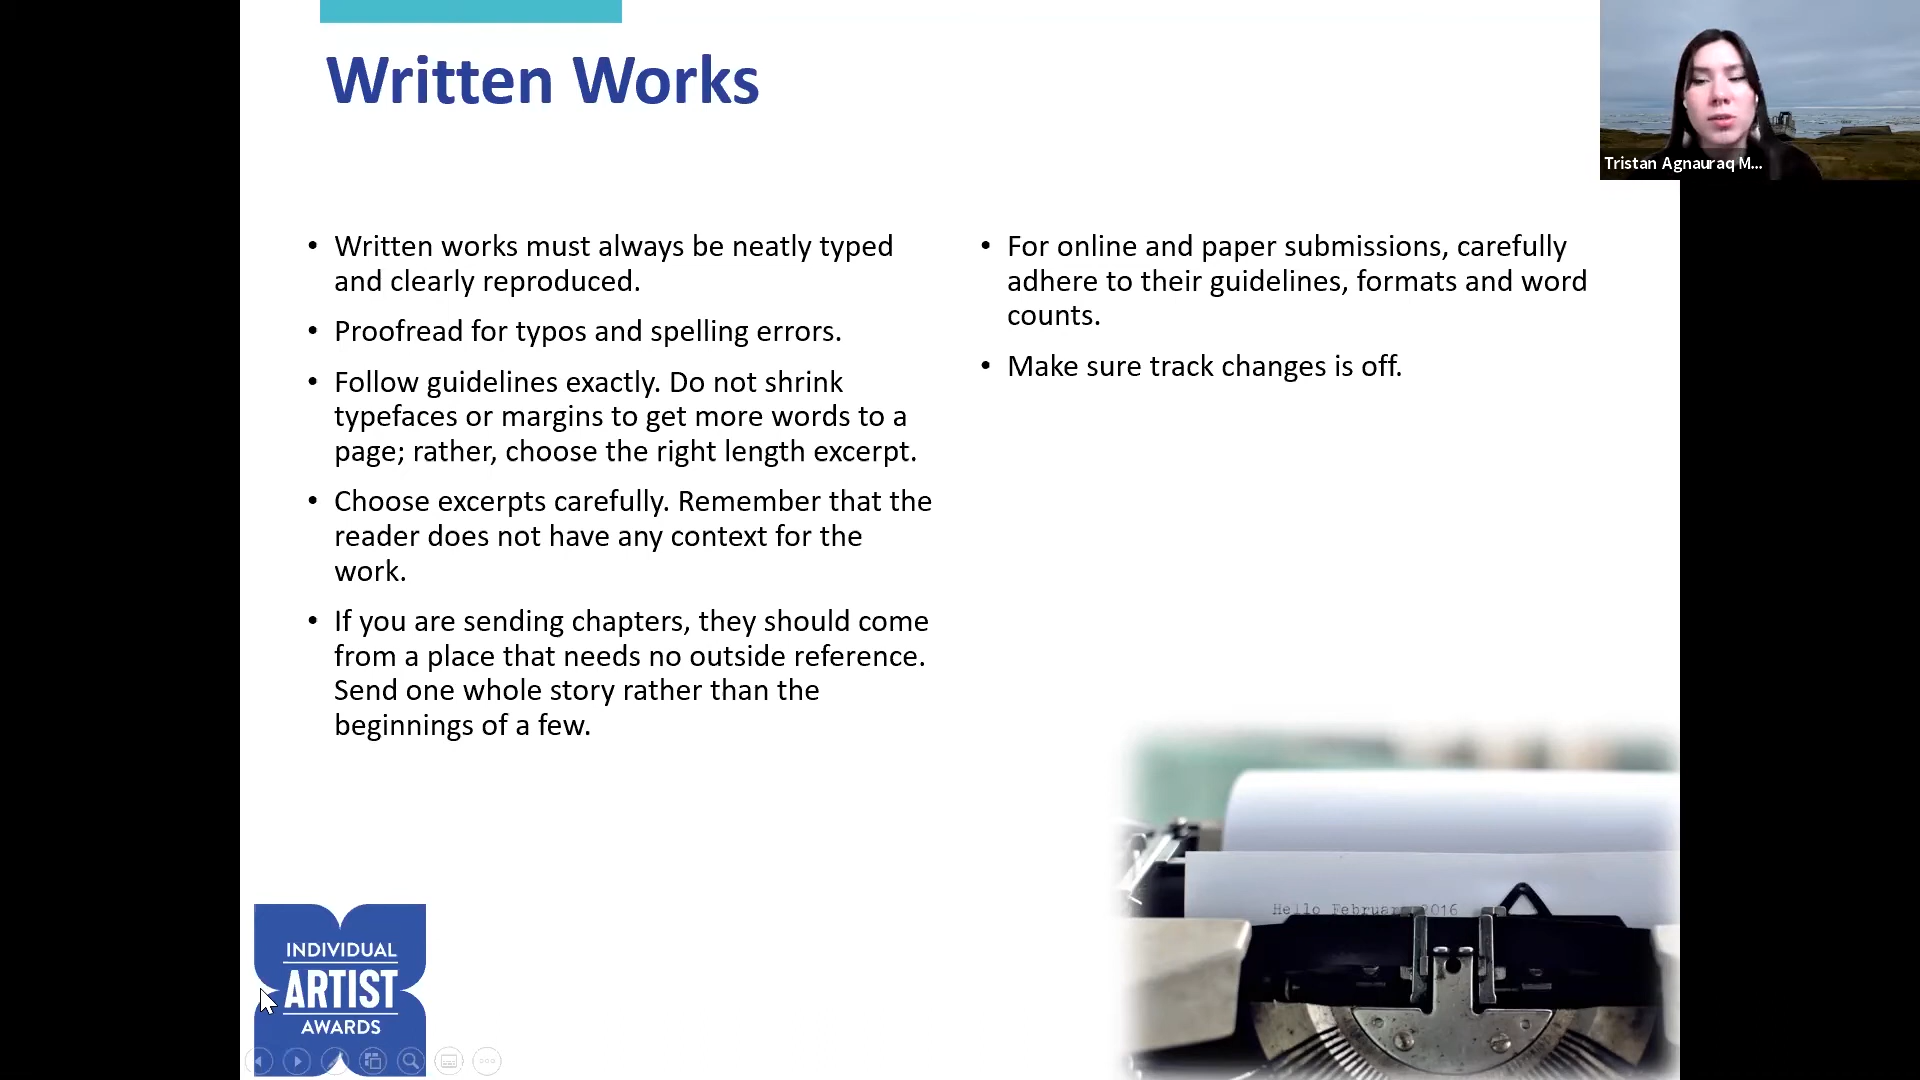 Written Works
Tristan Agnauraq M...
• Written works must always be neatly typed
and clearly reproduced.
• Proofread for typos and spelling errors.
• Follow guidelines exactly. Do not shrink
typefaces or margins to get more words to a
page; rather, choose the right length excerpt.
• Choose excerpts carefully. Remember that the
reader does not have any context for the
work.
• If you are sending chapters, they should come
from a place that needs no outside reference.
Send one whole story rather than the
beginnings of a few.
• For online and paper submissions, carefully
adhere to their guidelines, formats and word
counts.
• Make sure track changes is off.
Hello February 2016
INDIVIDUAL
ARTIST
AWARDS